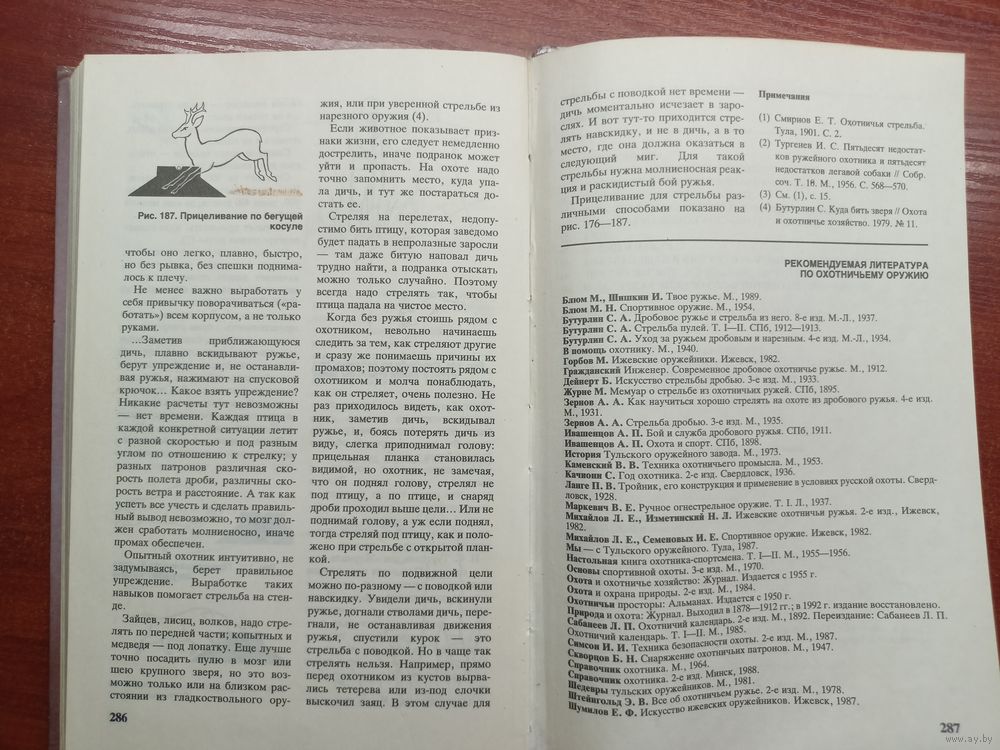 Рис. 187. Прицеливание по бегущей
косуле
чтобы оно легко, плавно, быстро,
но без рывка, без спешки поднима-
лось к плечу.
Не менее важно выработать у
себя привычку поворачиваться («ра-
ботать») всем корпусом, а не только
руками.
...Заметив приближающуюся
дичь, плавно вскидывают ружье,
берут упреждение и, не останавли-
вая ружья, нажимают на спусковой
крючок... Какое взять упреждение?
Никакие расчеты тут невозможны
— нет времени. Каждая птица в
каждой конкретной ситуации летит
с разной скоростью и под разным
углом по отношению к стрелку; у
разных патронов различная ско-
рость полета дроби, различны ско-
рость ветра и расстояние. А так как
успеть все учесть и сделать правиль-
ный вывод невозможно, то мозг дол-
жен сработать молниеносно, иначе
промах обеспечен.
Опытный охотник интуитивно, не
задумываясь, берет правильное
упреждение. Выработке таких
навыков помогает стрельба на стен-
де.
Зайцев, лисиц, волков, надо стре-
лять по передней части; копытных и
медведя — под лопатку. Еще лучше
точно посадить пулю в мозг или
шею крупного зверя, но это воз-
можно только или на близком рас-
стоянии из гладкоствольного ору-
286
жия, или при уверенной стрельбе из
нарезного оружия (4).
Если животное показывает приз-
наки жизни, его следует немедленно
дострелить, иначе подранок может
уйти и пропасть. На охоте надо
точно запомнить место, куда упа-
ла дичь, и тут же постараться до-
стать ее.
Стреляя на перелетах, недопу-
стимо бить птицу, которая заведомо
будет падать в непролазные заросли
— там даже битую наповал дичь
трудно найти, а подранка отыскать
можно только случайно. Поэтому
всегда надо стрелять так, чтобы
птица падала на чистое место.
Когда без ружья стоишь рядом с
охотником, невольно начинаешь
следить за тем, как стреляют другие
и сразу же понимаешь причины их
промахов; поэтому постоять рядом с
охотником и молча понаблюдать,
как он стреляет, очень полезно. Не
раз приходилось видеть, как охот-
ник, заметив дичь, вскидывал
ружье, и, боясь потерять дичь из
виду, слегка приподнимал голову:
прицельная планка становилась
видимой, но охотник, не замечая,
что он поднял голову, стрелял не
под птицу, а по птице, и снаряд
дроби проходил выше цели... Или не
поднимай голову, а уж если поднял,
тогда стреляй под птицу, как и поло-
жено при стрельбе с открытой план-
кой.
Стрелять по подвижной цели
можно по-разному — с поводкой или
навскидку. Увидели дичь, вскинули
ружье, догнали стволами дичь, пере-
гнали, не останавливая движения
ружья, спустили курок — это
стрельба с поводкой. Но в чаще так
стрелять нельзя. Например, прямо
перед охотником из кустов вырва-
лись тетерева или из-под елочки
выскочил заяц. В этом случае для
стрельбы с поводкой нет времени —
дичь моментально исчезает в заро-
слях. И вот тут-то приходится стре-
лять навскидку, и не в дичь, а в то
место, где она должна оказаться в
следующий миг. Для такой
стрельбы нужна молниеносная реак-
ция и раскидистый бой ружья.
Прицеливание для стрельбы раз-
личными способами показано на
рис. 176—187.
Примечания
(1) Смирнов Е. Т. Охотничья стрельба.
Тула, 1901. С. 2.
(2) Тургенев И. С. Пятьдесят недостат-
ков ружейного охотника и пятьдесят
недостатков легавой собаки // Собр.
соч. Т. 10. М., 1956. С. 568—570.
(3) См. (1), с. 15.
(4) Бутурлин С. Куда бить зверя // Охота
и охотничье хозяйство. 1979. № 11.
РЕКОМЕНДУЕМАЯ ЛИТЕРАТУРА
ПО ОХОТНИЧЬЕМУ ОРУЖИЮ
Блюм М., Шишкин И. Твое ружье. М., 1989.
Блюм М. Н. Спортивное оружие. М., 1954.
Бутурлин С. А. Дробовое ружье и стрельба из него. 8-е изд. М.-Л., 1937.
Бутурлин С. А. Стрельба пулей. Т. I—II. СПб, 1912—1913.
Бутурлин С. А. Уход за ружьем дробовым и нарезным. 4-е изд. М.-Л., 1934.
В помощь охотнику. М., 1940.
Горбов М. Ижевские оружейники. Ижевск, 1982.
Гражданский Инженер. Современное дробовое охотничье ружье. М., 1912.
Дейнерт Б. Искусство стрельбы дробью. 3-е изд. М., 1933.
Журне М. Мемуар о стрельбе из охотничьих ружей. СПб, 1895.
Зернов А. А. Как научиться хорошо стрелять на охоте из дробового ружья. 4-е изд.
М., 1931.
Зернов А. А. Стрельба дробью. 3-е изд. М., 1935.
Ивашенцов А. П. Бой и служба дробового ружья. СПб, 1911.
Ивашенцов А. П. Охота и спорт. СПб, 1898.
История Тульского оружейного завода. М., 1973.
Каменский В. В. Техника охотничьего промысла. М., 1953.
Качиони С. Год охотника. 2-е изд. Свердловск, 1936.
Ланге П. В. Тройник, его конструкция и применение в условиях русской охоты. Сверд-
ловск, 1928.
Маркевич В. Е. Ручное огнестрельное оружие. Т. I. Л., 1937.
Михайлов Л. Е., Изметинский Н. Л. Ижевские охотничьи ружья. 2-е изд., Ижевск,
1982.
Михайлов Л. Е., Семеновых И. Е. Спортивное оружие. Ижевск, 1982.
Мы — с Тульского оружейного. Тула, 1987.
Настольная книга охотника-спортсмена. Т. I—II. М., 1955—1956.
Основы спортивной охоты. 3-е изд. М., 1970.
Охота и охотничье хозяйство: Журнал. Издается с 1955 г.
Охота и охрана природы. 2-е изд. М., 1984.
Охотничьи просторы: Альманах. Издается с 1950 г.
Природа и охота: Журнал. Выходил в 1878—1912 гг.; в 1992 г. издание восстановлено.
Сабанеев Л. П. Охотничий календарь. 2-е изд. М., 1892. Переиздание: Сабанеев Л. П.
Охотничий календарь. Т. I—II. М., 1985.
Симсон И. И. Техника безопасности охоты. 2-е изд. М., 1987.
Скворцов Б. Н. Снаряжение охотничьих патронов. М., 1947.
Справочник охотника. М., 1964.
Справочник охотника. 2-е изд. Минск, 1988.
Шедевры тульских оружейников. М., 1981.
Штейнгольд Э. В. Все об охотничьем ружье. 2-е изд. М., 1978.
Шумилов Е. Ф. Искусство ижевских оружейников. Ижевск, 1987.
287
www.ay.by